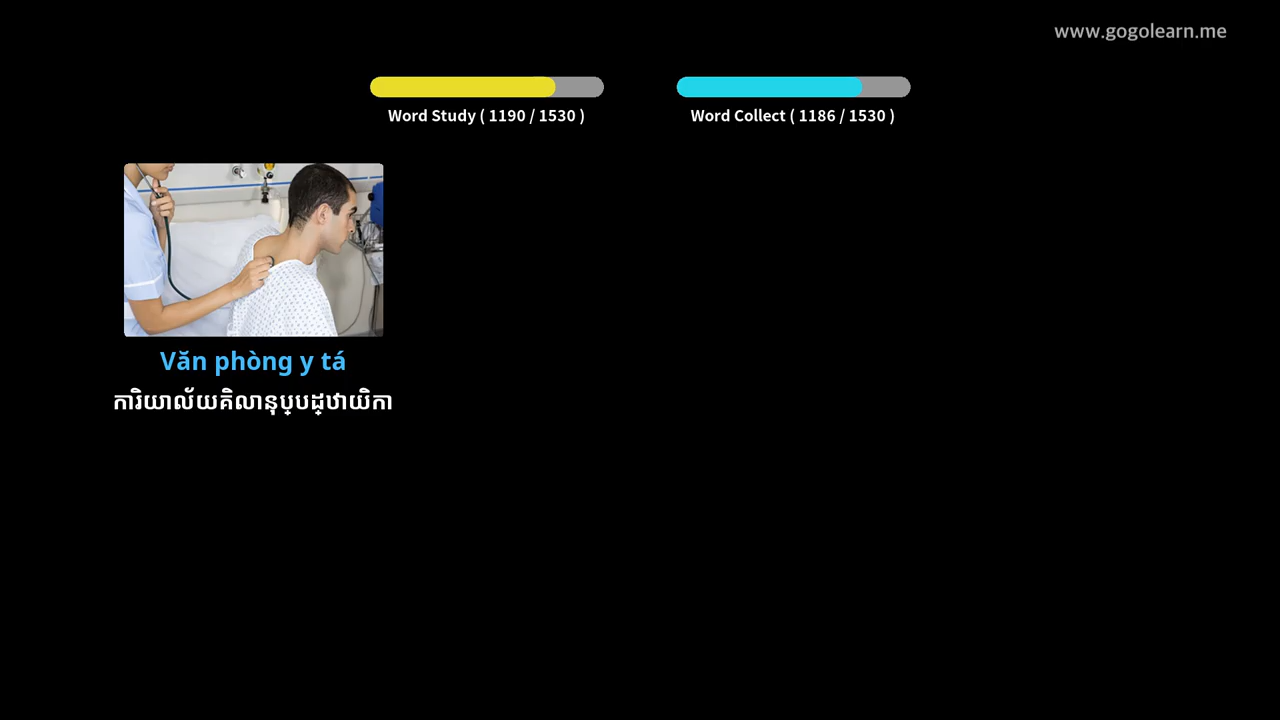 www.gogolearn.me
Word Study ( 1190 / 1530 )
Word Collect ( 1186 / 1530 )
Văn phòng y tá
ការិយាល័យគិលានុប្បដ្ឋាយិកា